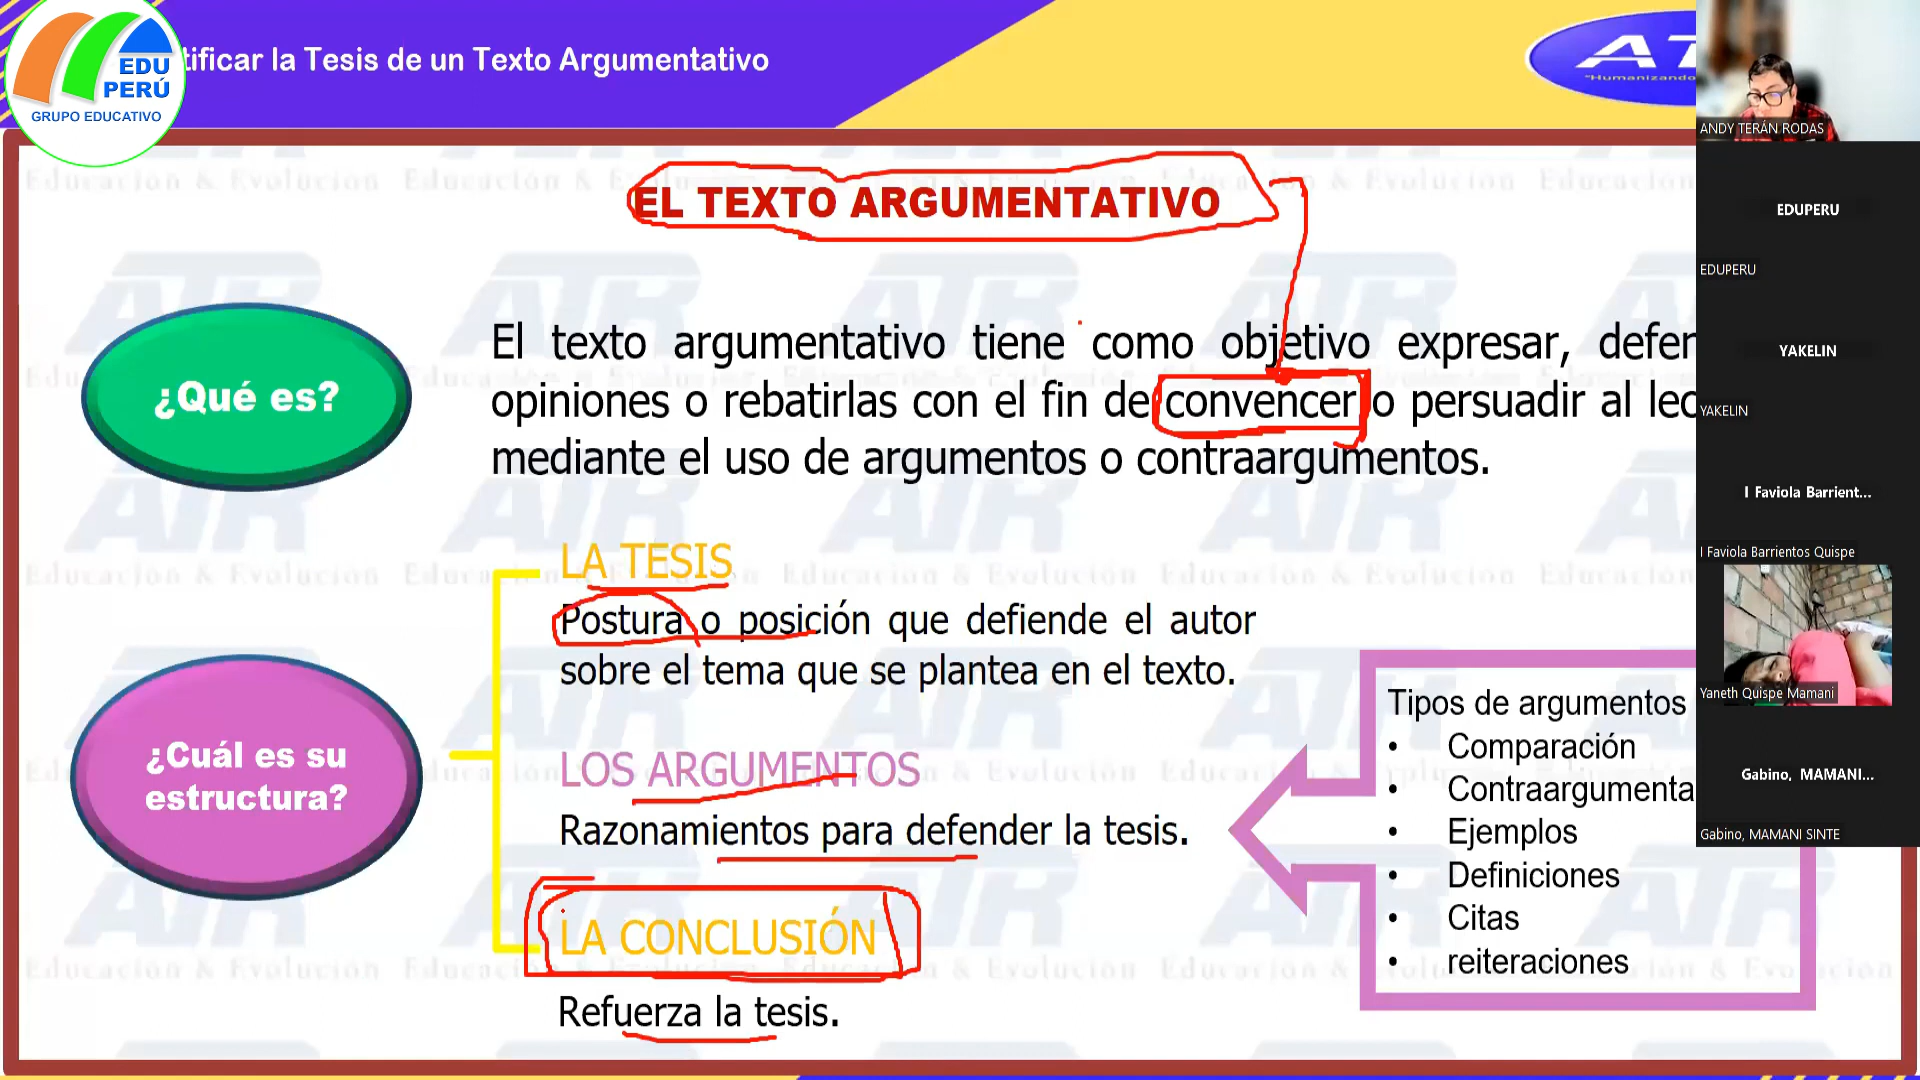 EDU
PERÚ
GRUPO EDUCATIVO
tificar la Tesis de un Texto Argumentativo
"Humanizando
ANDY TERÁN RODAS
EL TEXTO ARGUMENTATIVO
¿Qué es?
El texto argumentativo tiene como objetivo expresar, defen
opiniones o rebatirlas con el fin de convencer o persuadir al lec
mediante el uso de argumentos o contraargumentos.
¿Cuál es su
estructura?
LA TESIS
Postura o posición que defiende el autor
sobre el tema que se plantea en el texto.
LOS ARGUMENTOS
Razonamientos para defender la tesis.
LA CONCLUSIÓN
Refuerza la tesis.
Tipos de argumentos
• Comparación
• Contraargumenta
• Ejemplos
• Definiciones
• Citas
• reiteraciones
EDUPERU
EDUPERU
YAKELIN
YAKELIN
I Faviola Barrient...
I Faviola Barrientos Quispe
Yaneth Quispe Mamani
Gabino, MAMANI...
Gabino, MAMANI SINTE
ATR
Educación & Evolución